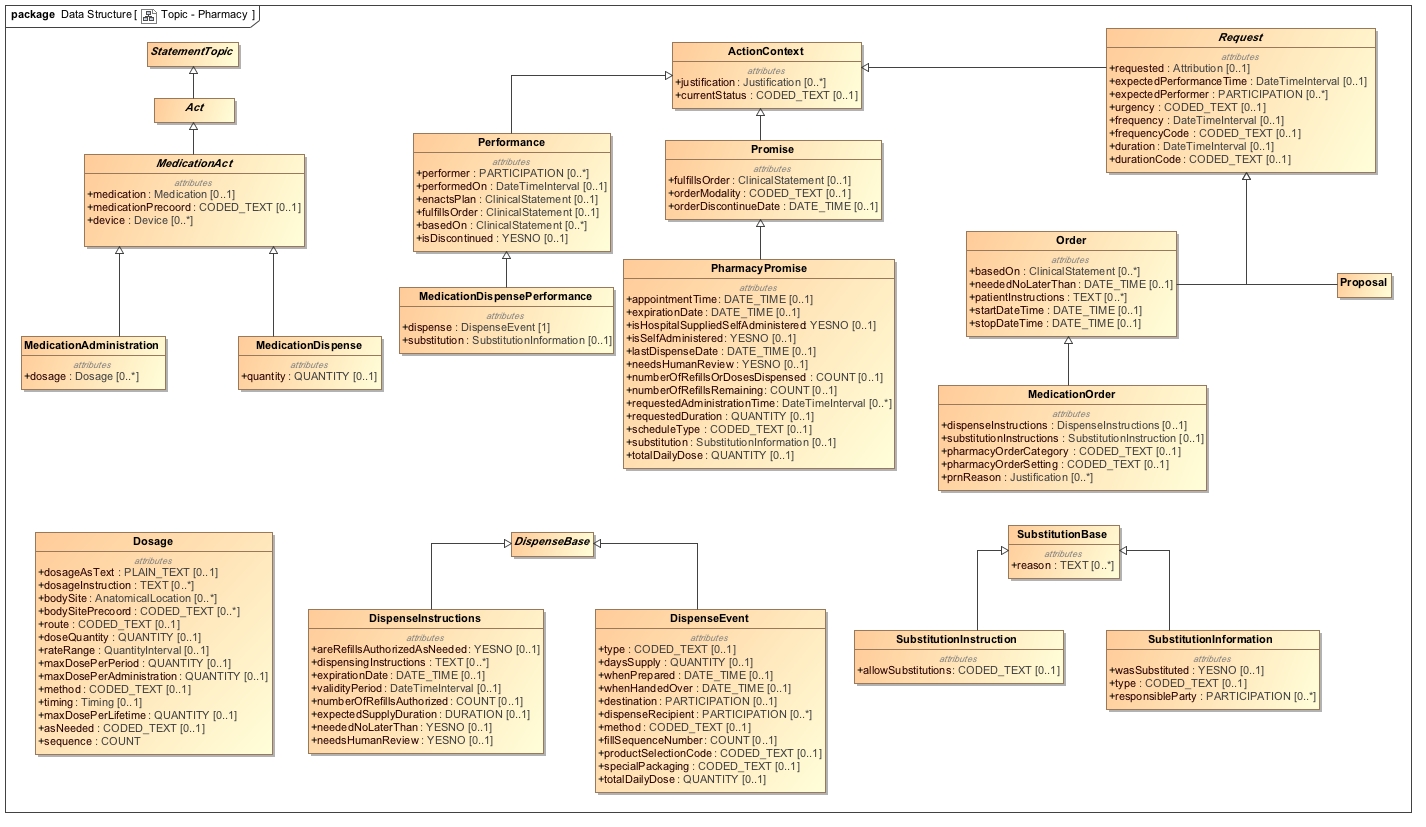 package Data Structure [ Topic - Pharmacy ]
StatementTopic
Act
MedicationAct
attributes
+medication : Medication [0..1]
+medicationPrecoord : CODED_TEXT [0..1]
+device : Device [0..*]
MedicationAdministration
attributes
+dosage : Dosage [0..*]
MedicationDispense
attributes
+quantity : QUANTITY [0..1]
ActionContext
attributes
+justification : Justification [0..*]
+currentStatus : CODED_TEXT [0..1]
Performance
attributes
+performer : PARTICIPATION [0..*]
+performedOn : DateTimeInterval [0..1]
+enactsPlan : ClinicalStatement [0..1]
+fulfillsOrder : ClinicalStatement [0..1]
+basedOn : ClinicalStatement [0..*]
+isDiscontinued : YESNO [0..1]
MedicationDispensePerformance
attributes
+dispense : DispenseEvent [1]
+substitution : SubstitutionInformation [0..1]
Promise
attributes
+fulfillsOrder : ClinicalStatement [0..1]
+orderModality : CODED_TEXT [0..1]
+orderDiscontinueDate : DATE_TIME [0..1]
PharmacyPromise
attributes
+appointmentTime : DATE_TIME [0..1]
+expirationDate : DATE_TIME [0..1]
+isHospitalSuppliedSelfAdministered : YESNO [0..1]
+isSelfAdministered : YESNO [0..1]
+lastDispenseDate : DATE_TIME [0..1]
+needsHumanReview : YESNO [0..1]
+numberOfRefillsOrDosesDispensed : COUNT [0..1]
+numberOfRefillsRemaining : COUNT [0..1]
+requestedAdministrationTime : DateTimeInterval [0..*]
+requestedDuration : QUANTITY [0..1]
+scheduleType : CODED_TEXT [0..1]
+substitution : SubstitutionInformation [0..1]
+totalDailyDose : QUANTITY [0..1]
Request
attributes
+requested : Attribution [0..1]
+expectedPerformanceTime : DateTimeInterval [0..1]
+expectedPerformer : PARTICIPATION [0..*]
+urgency : CODED_TEXT [0..1]
+frequency : DateTimeInterval [0..1]
+frequencyCode : CODED_TEXT [0..1]
+duration : DateTimeInterval [0..1]
+durationCode : CODED_TEXT [0..1]
Order
attributes
+basedOn : ClinicalStatement [0..*]
+neededNoLaterThan : DATE_TIME [0..1]
+patientInstructions : TEXT [0..*]
+startDateTime : DATE_TIME [0..1]
+stopDateTime : DATE_TIME [0..1]
Proposal
MedicationOrder
attributes
+dispenseInstructions : DispenseInstructions [0..1]
+substitutionInstructions : SubstitutionInstruction [0..1]
+pharmacyOrderCategory : CODED_TEXT [0..1]
+pharmacyOrderSetting : CODED_TEXT [0..1]
+prnReason : Justification [0..*]
Dosage
attributes
+dosageAsText : PLAIN_TEXT [0..1]
+dosageInstruction : TEXT [0..*]
+bodySite : AnatomicalLocation [0..*]
+bodySitePrecoord : CODED_TEXT [0..*]
+route : CODED_TEXT [0..1]
+doseQuantity : QUANTITY [0..1]
+rateRange : QuantityInterval [0..1]
+maxDosePerPeriod : QUANTITY [0..1]
+maxDosePerAdministration : QUANTITY [0..1]
+method : CODED_TEXT [0..1]
+timing : Timing [0..1]
+maxDosePerLifetime : QUANTITY [0..1]
+asNeeded : CODED_TEXT [0..1]
+sequence : COUNT
DispenseBase
DispenseInstructions
attributes
+areRefillsAuthorizedAsNeeded : YESNO [0..1]
+dispensingInstructions : TEXT [0..*]
+expirationDate : DATE_TIME [0..1]
+validityPeriod : DateTimeInterval [0..1]
+numberOfRefillsAuthorized : COUNT [0..1]
+expectedSupplyDuration : DURATION [0..1]
+neededNoLaterThan : YESNO [0..1]
+needsHumanReview : YESNO [0..1]
DispenseEvent
attributes
+type : CODED_TEXT [0..1]
+daysSupply : QUANTITY [0..1]
+whenPrepared : DATE_TIME [0..1]
+whenHandedOver : DATE_TIME [0..1]
+destination : PARTICIPATION [0..1]
+dispenseRecipient : PARTICIPATION [0..*]
+method : CODED_TEXT [0..1]
+fillSequenceNumber : COUNT [0..1]
+productSelectionCode : CODED_TEXT [0..1]
+specialPackaging : CODED_TEXT [0..1]
+totalDailyDose : QUANTITY [0..1]
SubstitutionBase
attributes
+reason : TEXT [0..*]
SubstitutionInstruction
attributes
+allowSubstitutions : CODED_TEXT [0..1]
SubstitutionInformation
attributes
+wasSubstituted : YESNO [0..1]
+type : CODED_TEXT [0..1]
+responsibleParty : PARTICIPATION [0..*]